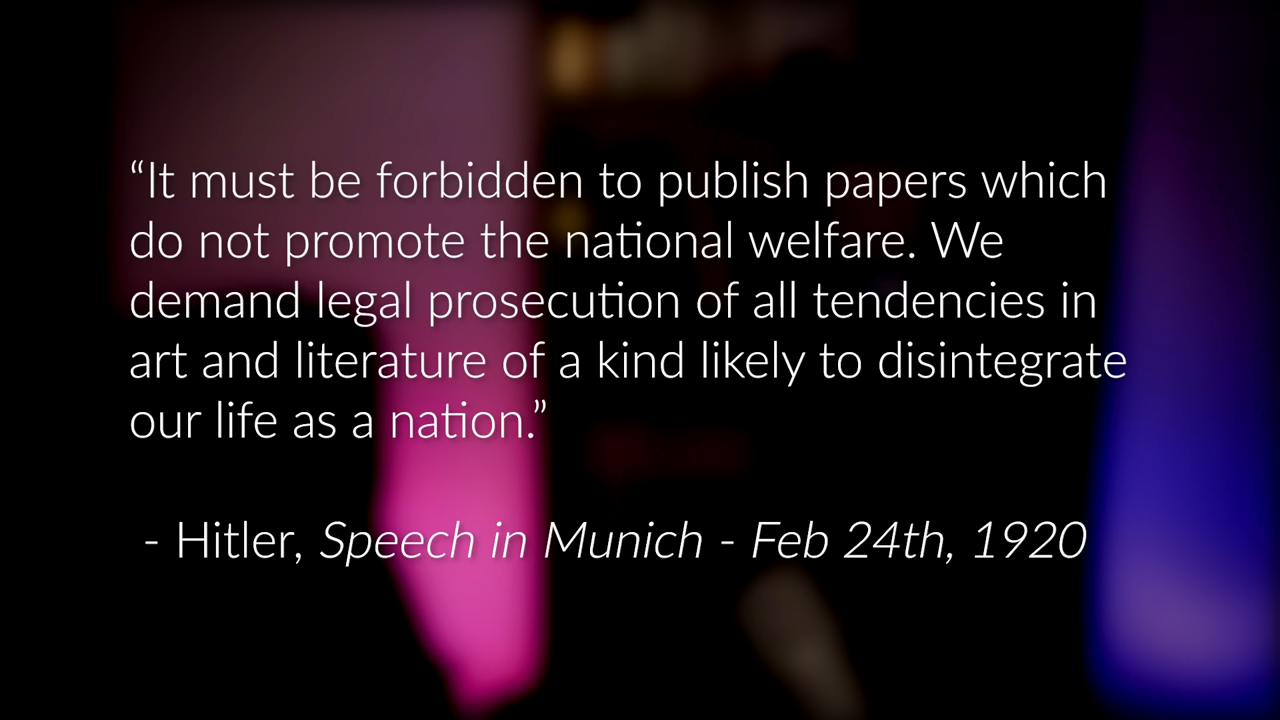 “It must be forbidden to publish papers which
do not promote the national welfare. We
demand legal prosecution of all tendencies in
art and literature of a kind likely to disintegrate
our life as a nation.”
- Hitler, Speech in Munich - Feb 24th, 1920